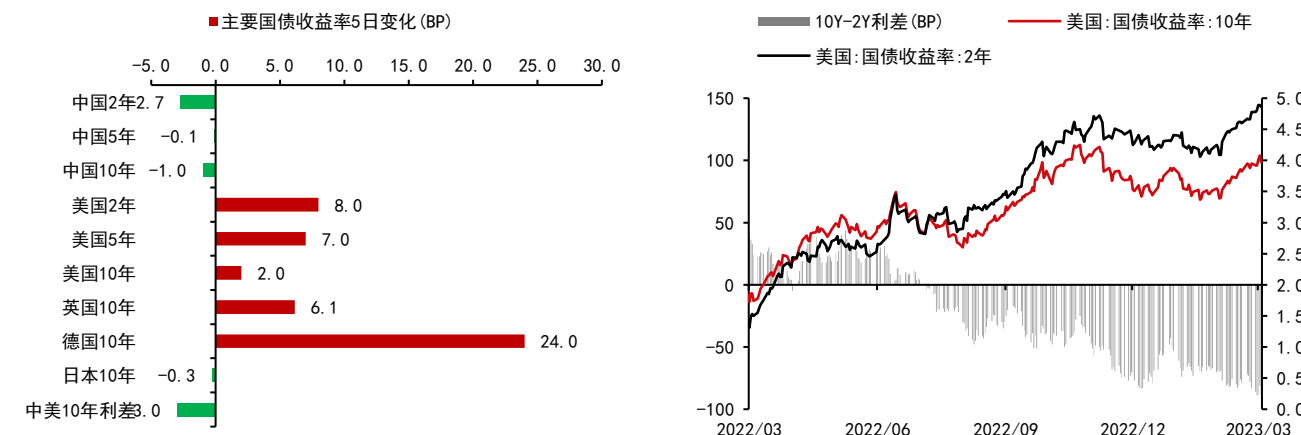 主要国债收益率5日变化(BP)
-5.0 0.0 5.0 10.0 15.0 20.0 25.0 30.0
中国2年 -2.7
中国5年 -0.1
中国10年 -1.0
美国2年 8.0
美国5年 7.0
美国10年 2.0
英国10年 6.1
德国10年 24.0
日本10年 -0.3
中美10年利差 -3.0
10Y-2Y利差(BP) 美国:国债收益率:10年
美国:国债收益率:2年
150 5.0
4.5
100 4.0
3.5
50 3.0
2.5
0 2.0
1.5
-50 1.0
0.5
-100 0.0
2022/03 2022/06 2022/09 2022/12 2023/03